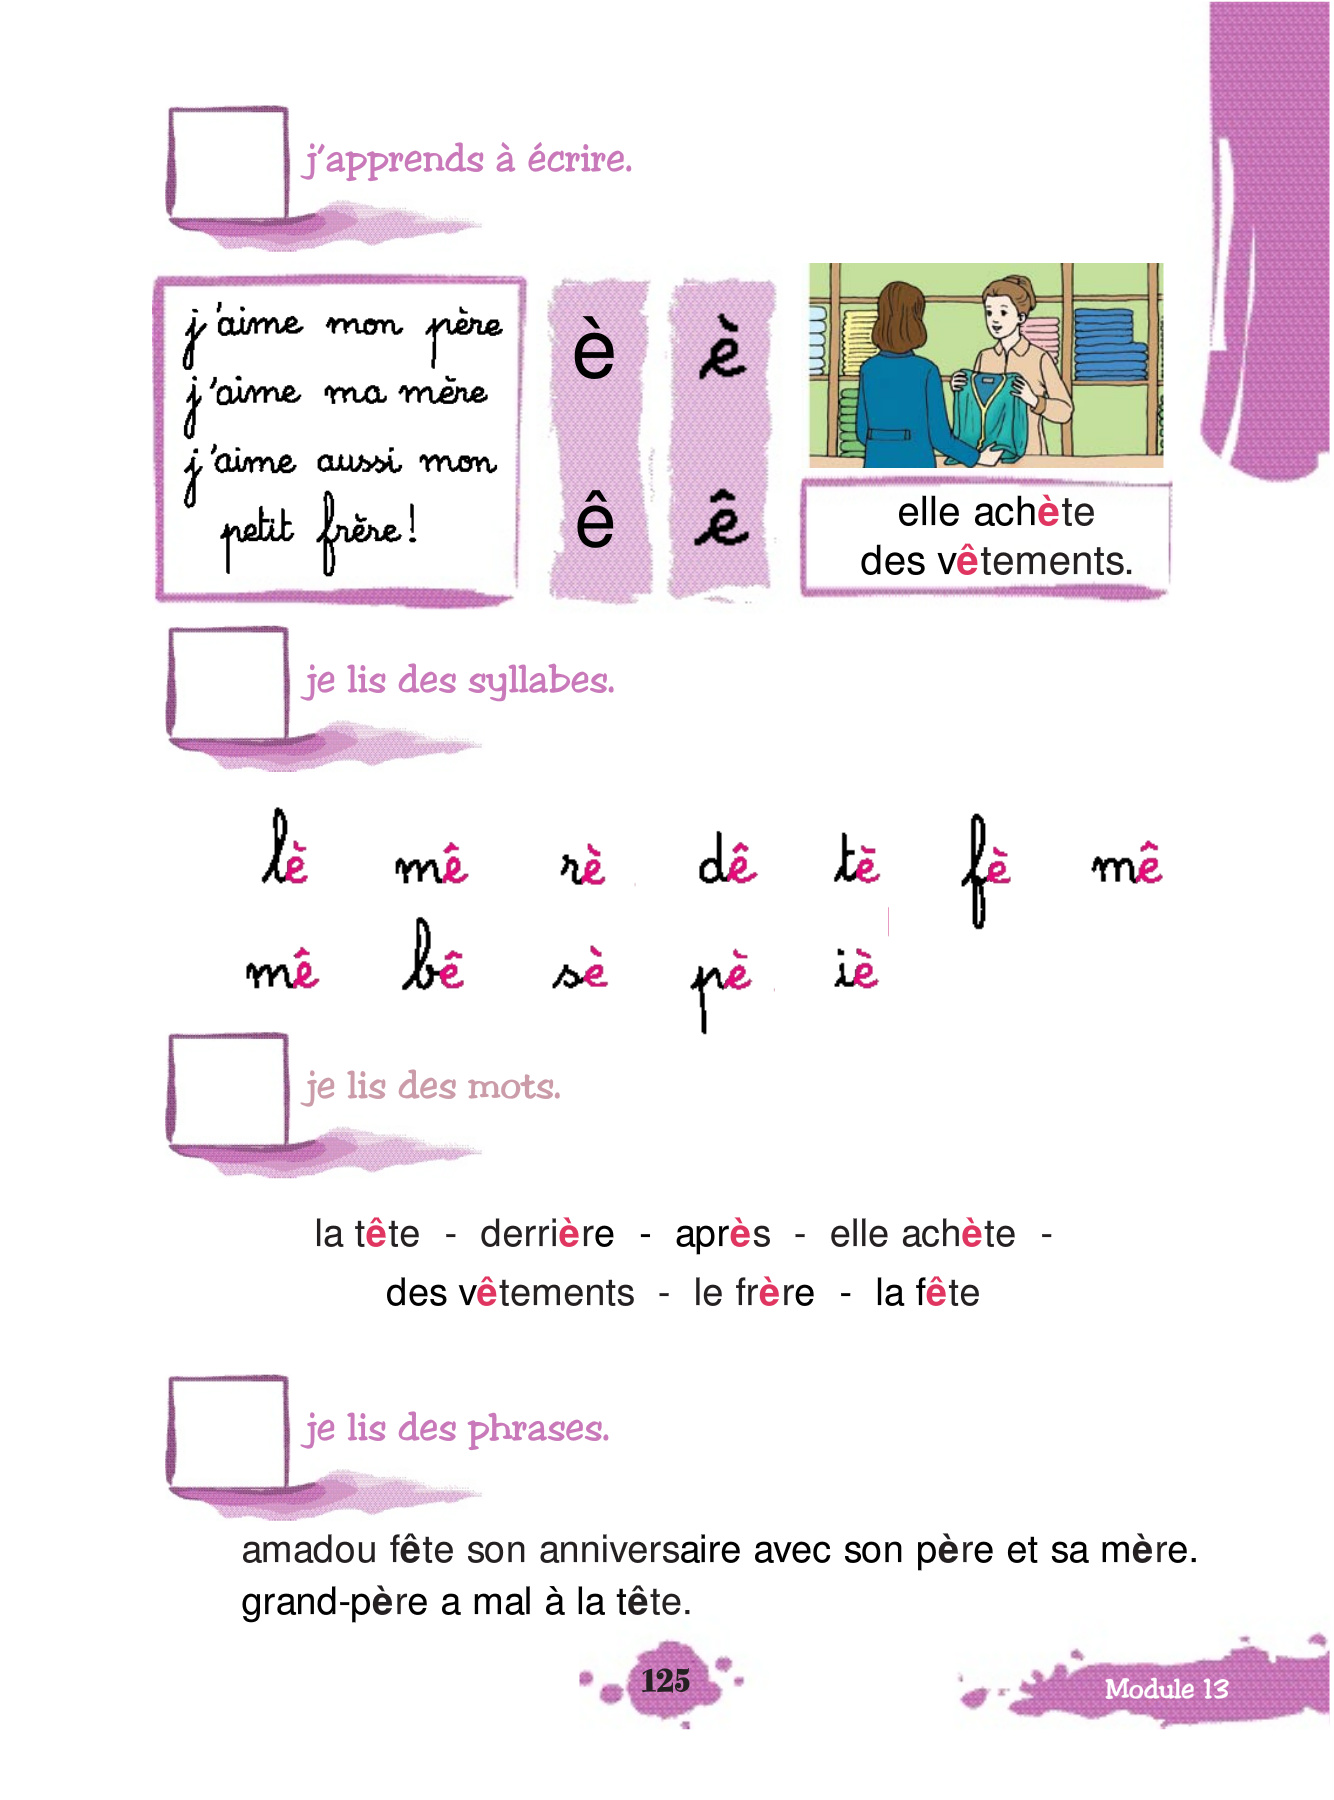 j'apprends à écrire.
j'aime mon père
j'aime ma mère
j'aime aussi mon
petit frère!
è è
ê ê
elle achète
des vêtements.
je lis des syllabes.
lè mê rè dê tè fè mê
mê bê sè pè iè
je lis des mots.
la tête - derrière - après - elle achète -
des vêtements - le frère - la fête
je lis des phrases.
amadou fête son anniversaire avec son père et sa mère.
grand-père a mal à la tête.
125
Module 13